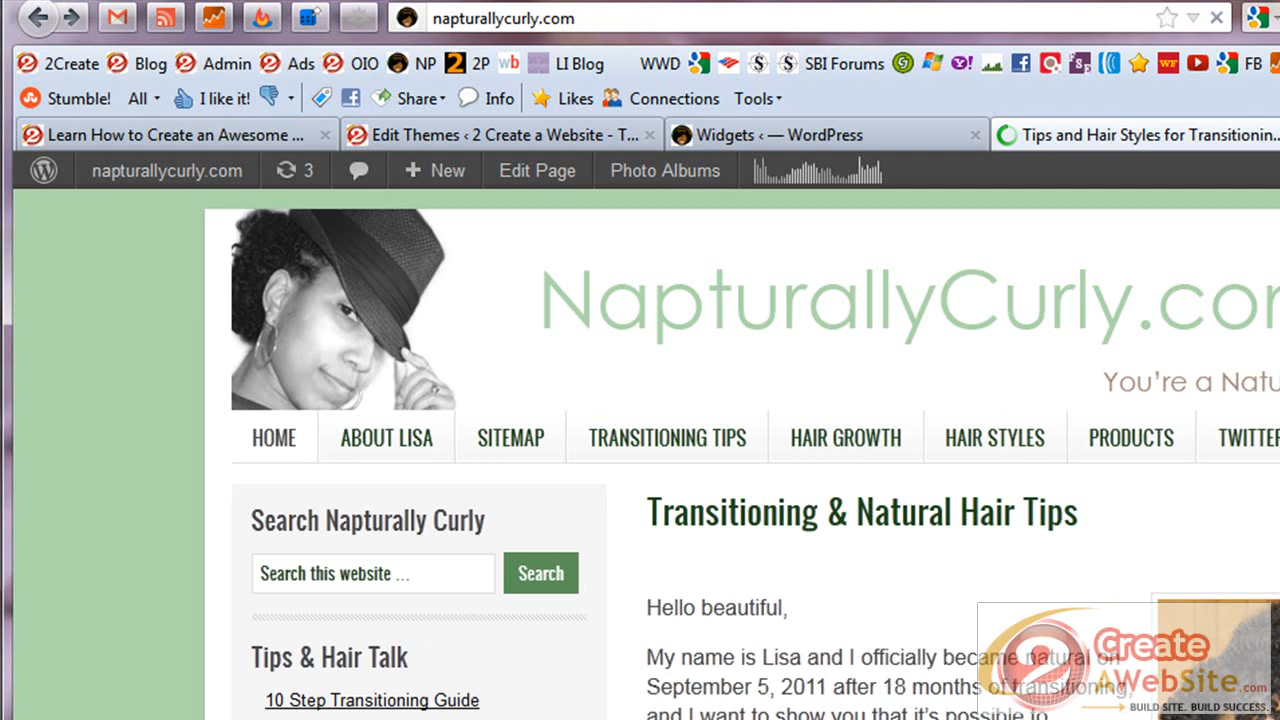 napturallycurly.com
2Create Blog Admin Ads OIO NP 2 2P wb LI Blog WWD SBI Forums Y! WF FB
Stumble! All I like it! Share Info Likes Connections Tools
Learn How to Create an Awesome ... Edit Themes ‹ 2 Create a Website - T... Widgets ‹ — WordPress Tips and Hair Styles for Transitionin...
napturallycurly.com 3 New Edit Page Photo Albums
NapturallyCurly.co
You're a Natu
HOME ABOUT LISA SITEMAP TRANSITIONING TIPS HAIR GROWTH HAIR STYLES PRODUCTS TWITTER
Search Napturally Curly
Search this website ... Search
Tips & Hair Talk
10 Step Transitioning Guide
Transitioning & Natural Hair Tips
Hello beautiful,
My name is Lisa and I officially became natural on
September 5, 2011 after 18 months of transitioning,
and I want to show you that it's possible to
2 Create
AWebSite.com
BUILD SITE. BUILD SUCCESS.